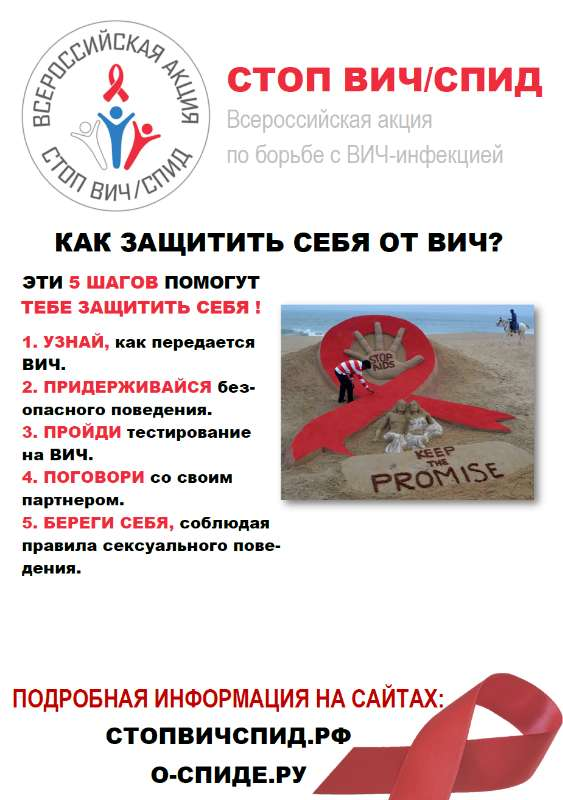 ВСЕРОССИЙСКАЯ АКЦИЯ
СТОП ВИЧ/СПИД
СТОП ВИЧ/СПИД
Всероссийская акция
по борьбе с ВИЧ-инфекцией
КАК ЗАЩИТИТЬ СЕБЯ ОТ ВИЧ?
ЭТИ 5 ШАГОВ ПОМОГУТ
ТЕБЕ ЗАЩИТИТЬ СЕБЯ !
1. УЗНАЙ, как передается
ВИЧ.
2. ПРИДЕРЖИВАЙСЯ без-
опасного поведения.
3. ПРОЙДИ тестирование
на ВИЧ.
4. ПОГОВОРИ со своим
партнером.
5. БЕРЕГИ СЕБЯ, соблюдая
правила сексуального пове-
дения.
STOP
AIDS
KEEP
THE
PROMISE
ПОДРОБНАЯ ИНФОРМАЦИЯ НА САЙТАХ:
СТОПВИЧСПИД.РФ
О-СПИДЕ.РУ